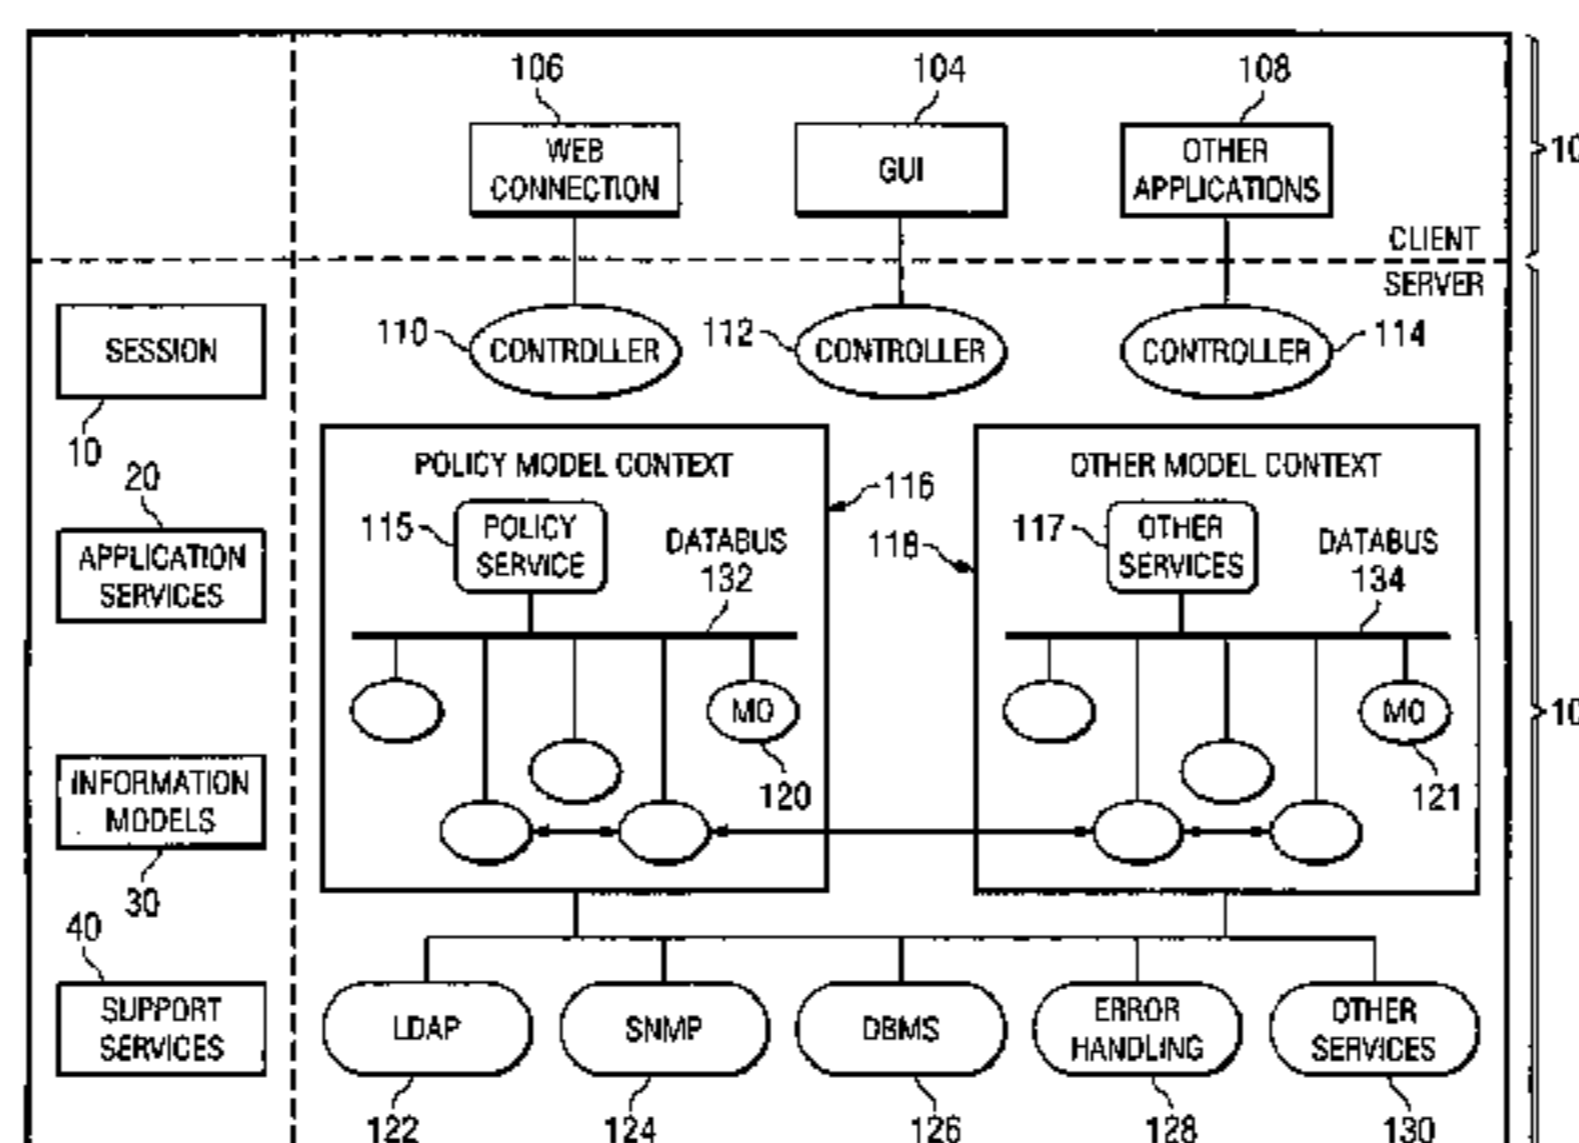 106
104
108
WEB
CONNECTION
GUI
OTHER
APPLICATIONS
10
CLIENT
SERVER
SESSION
10
110
CONTROLLER
112
CONTROLLER
CONTROLLER
114
POLICY MODEL CONTEXT
116
OTHER MODEL CONTEXT
20
APPLICATION
SERVICES
115
POLICY
SERVICE
DATABUS
132
118
117
OTHER
SERVICES
DATABUS
134
MO
120
MO
121
10
INFORMATION
MODELS
30
40
SUPPORT
SERVICES
LDAP
SNMP
DBMS
ERROR
HANDLING
OTHER
SERVICES
122
124
126
128
130